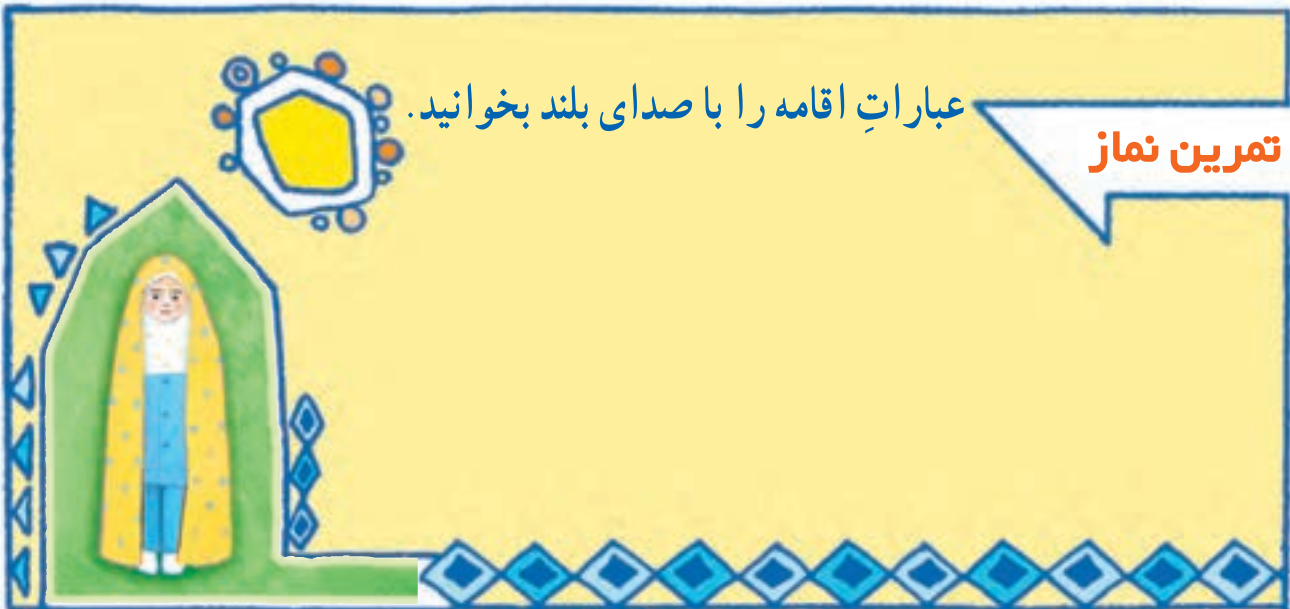 تمرین نماز
عباراتِ اقامه را با صدای بلند بخوانید.